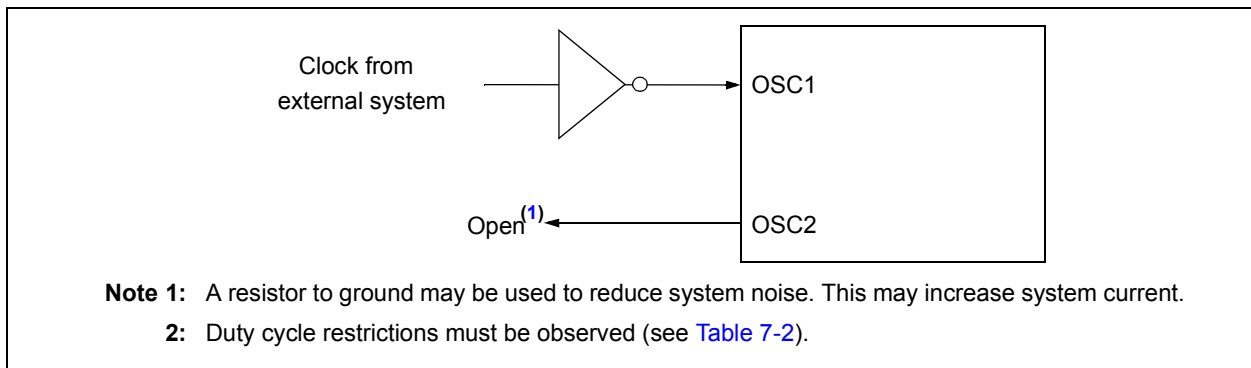 Clock from
external system
OSC1
Open(1)
OSC2
Note 1: A resistor to ground may be used to reduce system noise. This may increase system current.
2: Duty cycle restrictions must be observed (see Table 7-2).